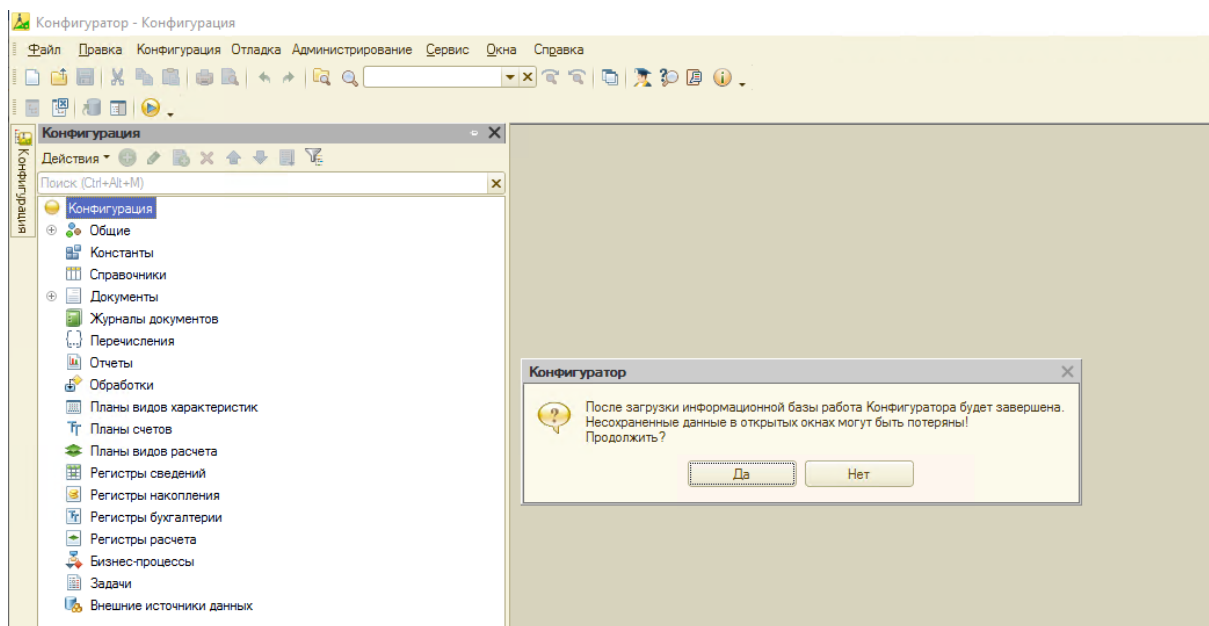 Конфигуратор - Конфигурация
Файл Правка Конфигурация Отладка Администрирование Сервис Окна Справка
Конфигурация
Действия
Поиск (Ctrl+Alt+M)
Конфигурация
Конфигурация
Общие
Константы
Справочники
Документы
Журналы документов
Перечисления
Отчеты
Обработки
Планы видов характеристик
Планы счетов
Планы видов расчета
Регистры сведений
Регистры накопления
Регистры бухгалтерии
Регистры расчета
Бизнес-процессы
Задачи
Внешние источники данных
Конфигуратор
После загрузки информационной базы работа Конфигуратора будет завершена.
Несохраненные данные в открытых окнах могут быть потеряны!
Продолжить?
Да Нет